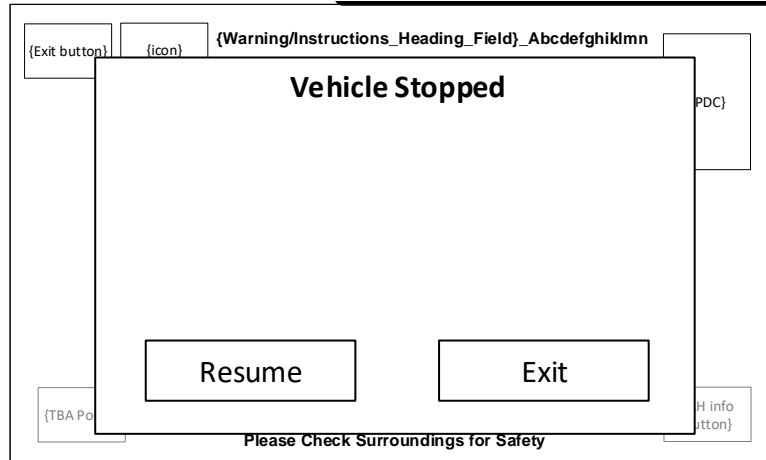 {Warning/Instructions_Heading_Field}_Abcdefghiklmn
{Exit button}
{icon}
PDC}
Vehicle Stopped
Resume
Exit
{TBA Po
H info
utton}
Please Check Surroundings for Safety